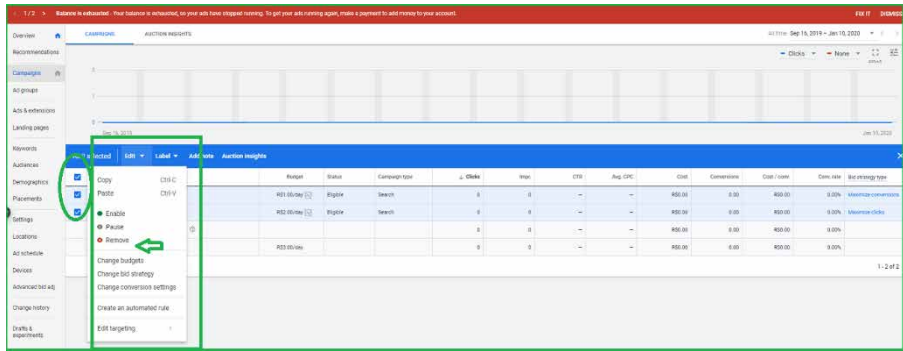 1/2 Balance is exhausted - Your balance is exhausted, so your ads have stopped running. To get your ads running again, make a payment to add money to your account. FIX IT DISMISS
Overview CAMPAIGNS AUCTION INSIGHTS All time Sep 16, 2019 – Jan 10, 2020
Recommendations
Clicks None
Campaigns
Ad groups
Ads & extensions
Landing pages
0
Sep 16, 2019 Jan 10, 2020
Keywords
selected Edit Label Add note Auction insights
Audiences
Demographics
Budget Status Campaign type Clicks Impr. CTR Avg. CPC Cost Conversions Cost / conv. Conv. rate Bid strategy type
Copy Ctrl-C
Paste Ctrl-V
Placements
/day Eligible Search 0 0 – – R$0.00 0.00 R$0.00 0.00% Maximize conversions
Enable
/day Eligible Search 0 0 – – R$0.00 0.00 R$0.00 0.00% Maximize clicks
Settings
Pause
0 0 – – R$0.00 0.00 R$0.00 0.00%
Locations
Remove
/day 0 0 – – R$0.00 0.00 R$0.00 0.00%
Ad schedule
Change budgets
1 - 2 of 2
Devices
Change bid strategy
Advanced bid adj
Change conversion settings
Change history
Create an automated rule
Drafts & experiments
Edit targeting